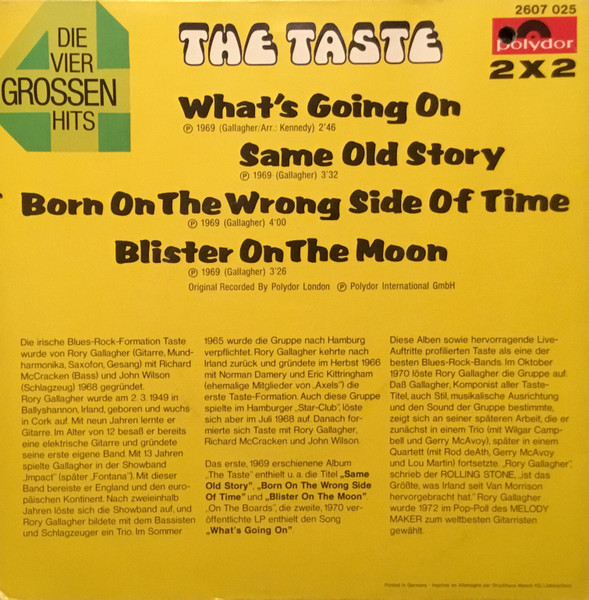 DIE
VIER
GROSSEN
HITS
THE TASTE
2607 025
polydor
2 X 2
What's Going On
Ⓟ 1969 (Gallagher/Arr.: Kennedy) 2'46
Same Old Story
Ⓟ 1969 (Gallagher) 3'32
Born On The Wrong Side Of Time
Ⓟ 1969 (Gallagher) 4'00
Blister On The Moon
Ⓟ 1969 (Gallagher) 3'26
Original Recorded By Polydor London Ⓟ Polydor International GmbH
Die irische Blues-Rock-Formation Taste
wurde von Rory Gallagher (Gitarre, Mund-
harmonika, Saxofon, Gesang) mit Richard
McCracken (Bass) und John Wilson
(Schlagzeug) 1968 gegründet.
Rory Gallagher wurde am 2. 3. 1949 in
Ballyshannon, Irland, geboren und wuchs
in Cork auf. Mit neun Jahren lernte er
Gitarre. Im Alter von 12 besaß er bereits
eine elektrische Gitarre und gründete
seine erste eigene Band. Mit 13 Jahren
spielte Gallagher in der Showband
„Impact" (später „Fontana"). Mit dieser
Band bereiste er England und den euro-
päischen Kontinent. Nach zweieinhalb
Jahren löste sich die Showband auf, und
Rory Gallagher bildete mit dem Bassisten
und Schlagzeuger ein Trio. Im Sommer
1965 wurde die Gruppe nach Hamburg
verpflichtet. Rory Gallagher kehrte nach
Irland zurück und gründete im Herbst 1966
mit Norman Damery und Eric Kittringham
(ehemalige Mitglieder von „Axels") die
erste Taste-Formation. Auch diese Gruppe
spielte im Hamburger „Star-Club", löste
sich aber im Juli 1968 auf. Danach for-
mierte sich Taste mit Rory Gallagher,
Richard McCracken und John Wilson.
Das erste, 1969 erschienene Album
„The Taste" enthielt u. a. die Titel „Same
Old Story", „Born On The Wrong Side
Of Time" und „Blister On The Moon".
„On The Boards", die zweite, 1970 ver-
öffentlichte LP enthielt den Song
„What's Going On".
Diese Alben sowie hervorragende Live-
Auftritte profilierten Taste als eine der
besten Blues-Rock-Bands. Im Oktober
1970 löste Rory Gallagher die Gruppe auf.
Daß Gallagher, Komponist aller Taste-
Titel, auch Stil, musikalische Ausrichtung
und den Sound der Gruppe bestimmte,
zeigt sich an seiner späteren Arbeit, die er
zunächst in einem Trio (mit Wilgar Camp-
bell und Gerry McAvoy), später in einem
Quartett (mit Rod deAth, Gerry McAvoy
und Lou Martin) fortsetzte. „Rory Gallagher",
schrieb der ROLLING STONE, „ist das
Größte, was Irland seit Van Morrison
hervorgebracht hat." Rory Gallagher
wurde 1972 im Pop-Poll des MELODY
MAKER zum weltbesten Gitarristen
gewählt.
Printed in Germany